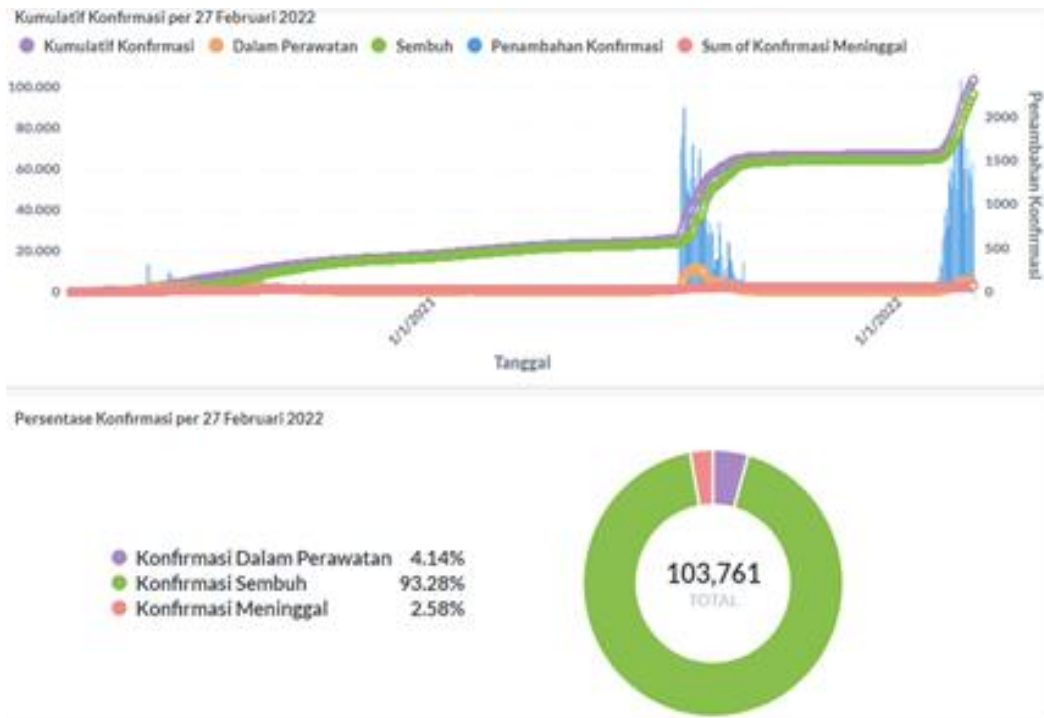 Kumulatif Konfirmasi per 27 Februari 2022
Kumulatif Konfirmasi Dalam Perawatan Sembuh Penambahan Konfirmasi Sum of Konfirmasi Meninggal
100.000
80.000
60.000
40.000
20.000
0
2000
1500
1000
500
0
Penambahan Konfirmasi
1/1/2021
1/1/2022
Tanggal
Persentase Konfirmasi per 27 Februari 2022
Konfirmasi Dalam Perawatan 4.14%
Konfirmasi Sembuh 93.28%
Konfirmasi Meninggal 2.58%
103,761
TOTAL